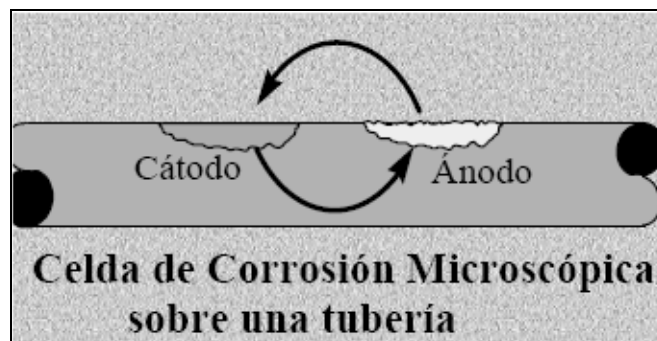 Cátodo
Ánodo
Celda de Corrosión Microscópica
sobre una tubería